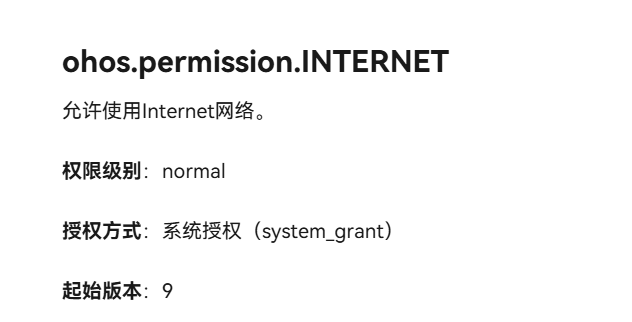 ohos.permission.INTERNET
允许使用Internet网络。
权限级别：normal
授权方式：系统授权（system_grant）
起始版本：9